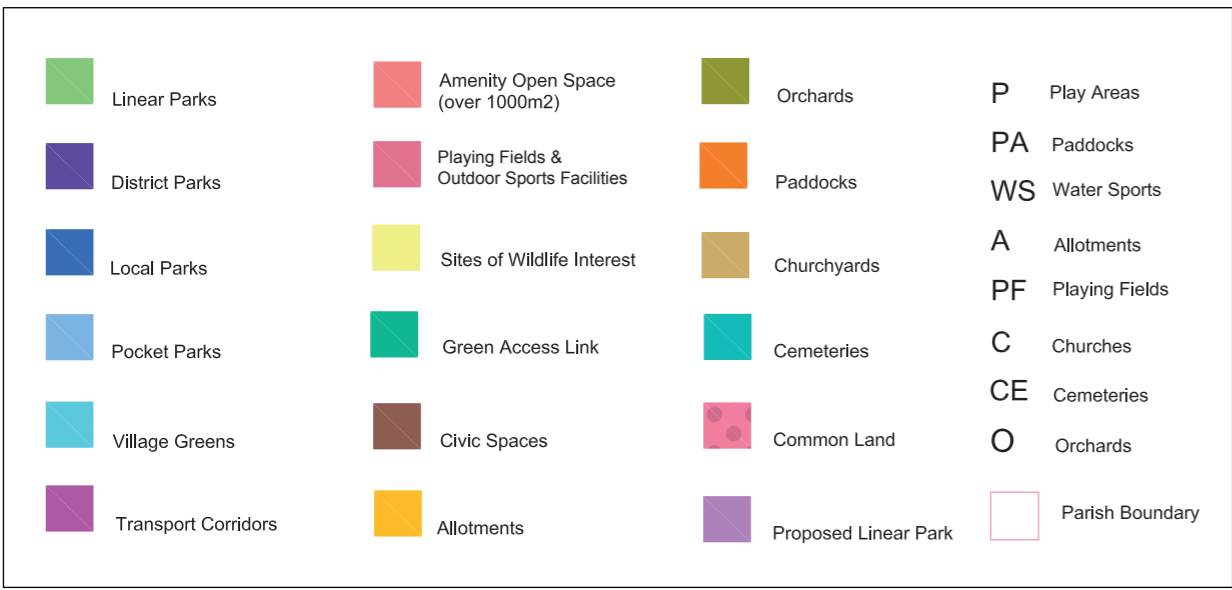 Linear Parks
District Parks
Local Parks
Pocket Parks
Village Greens
Transport Corridors
Amenity Open Space
(over 1000m2)
Playing Fields &
Outdoor Sports Facilities
Sites of Wildlife Interest
Green Access Link
Civic Spaces
Allotments
Orchards
Paddocks
Churchyards
Cemeteries
Common Land
Proposed Linear Park
P Play Areas
PA Paddocks
WS Water Sports
A Allotments
PF Playing Fields
C Churches
CE Cemeteries
O Orchards
Parish Boundary